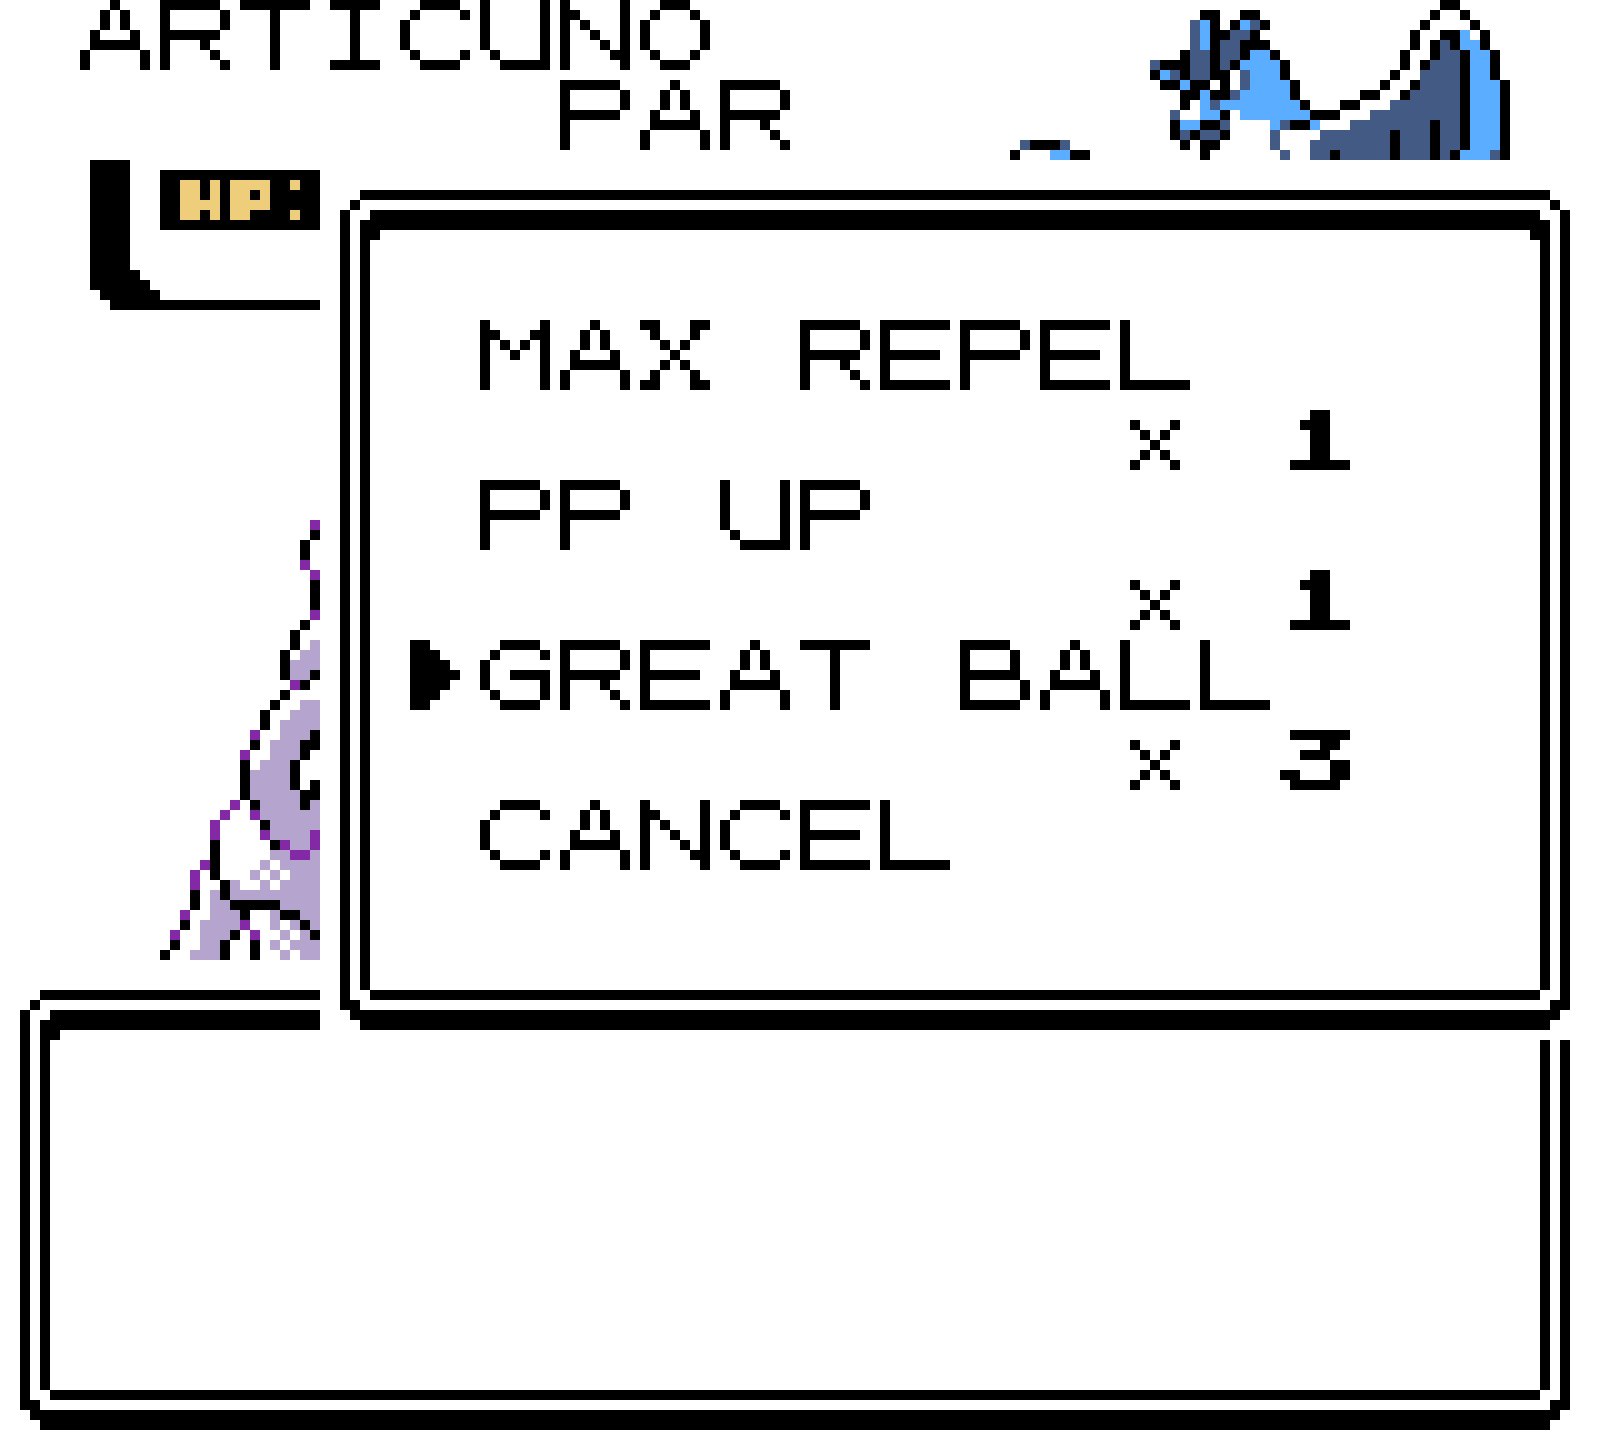 ARTICUNO
PAR
HP:
MAX REPEL
× 1
PP UP
× 1
▶GREAT BALL
× 3
CANCEL